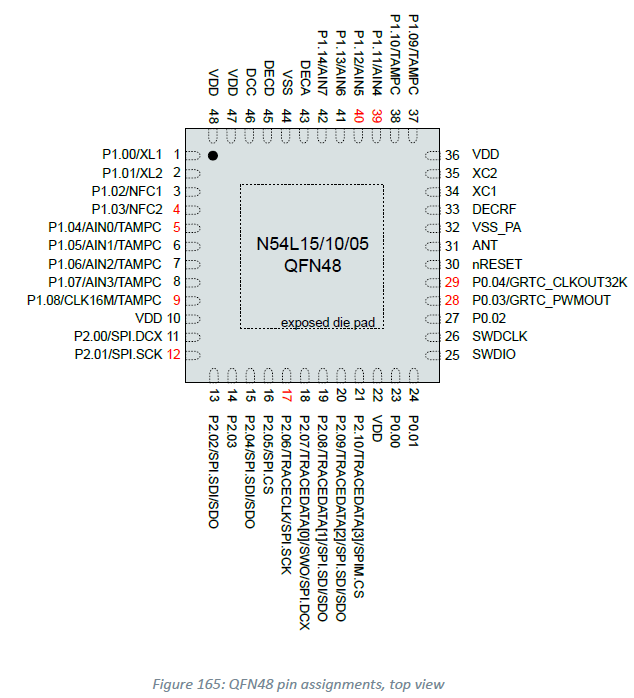 VDD 48
VDD 47
DCC 46
DECD 45
VSS 44
DECA 43
P1.14/AIN7 42
P1.13/AIN6 41
P1.12/AIN5 40
P1.11/AIN4 39
P1.10/TAMPC 38
P1.09/TAMPC 37
P1.00/XL1 1
P1.01/XL2 2
P1.02/NFC1 3
P1.03/NFC2 4
P1.04/AIN0/TAMPC 5
P1.05/AIN1/TAMPC 6
P1.06/AIN2/TAMPC 7
P1.07/AIN3/TAMPC 8
P1.08/CLK16M/TAMPC 9
VDD 10
P2.00/SPI.DCX 11
P2.01/SPI.SCK 12
N54L15/10/05
QFN48
exposed die pad
36 VDD
35 XC2
34 XC1
33 DECRF
32 VSS_PA
31 ANT
30 nRESET
29 P0.04/GRTC_CLKOUT32K
28 P0.03/GRTC_PWMOUT
27 P0.02
26 SWDCLK
25 SWDIO
13 P2.02/SPI.SDI/SDO
14 P2.03
15 P2.04/SPI.SDI/SDO
16 P2.05/SPI.CS
17 P2.06/TRACECLK/SPI.SCK
18 P2.07/TRACEDATA[0]/SWO/SPI.DCX
19 P2.08/TRACEDATA[1]/SPI.SDI/SDO
20 P2.09/TRACEDATA[2]/SPI.SDI/SDO
21 P2.10/TRACEDATA[3]/SPIM.CS
22 VDD
23 P0.00
24 P0.01
Figure 165: QFN48 pin assignments, top view